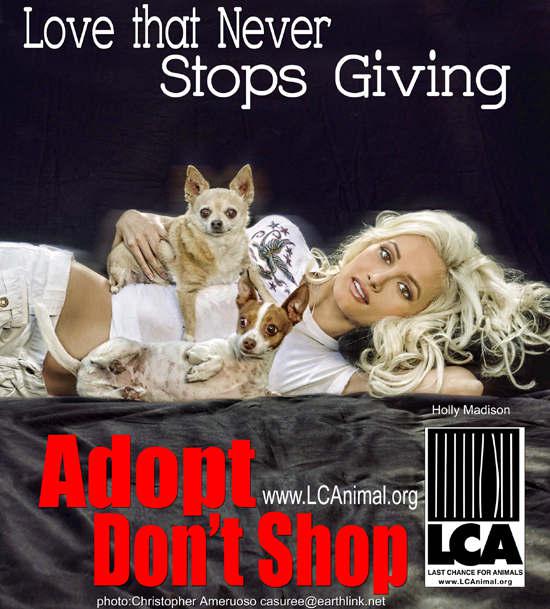 Love that Never
Stops Giving
Holly Madison
Adopt
www.LCAnimal.org
Don't Shop
LCA
LAST CHANCE FOR ANIMALS
www.LCAnimal.org
photo:Christopher Ameruoso casuree@earthlink.net